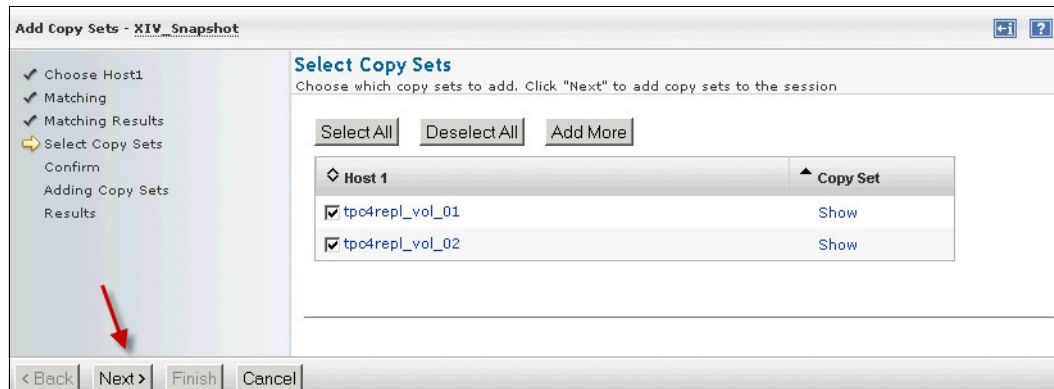 Add Copy Sets - XIV_Snapshot
?
Choose Host1
Matching
Matching Results
Select Copy Sets
Confirm
Adding Copy Sets
Results
Select Copy Sets
Choose which copy sets to add. Click "Next" to add copy sets to the session
Select All Deselect All Add More
Host 1 Copy Set
tpc4repl_vol_01 Show
tpc4repl_vol_02 Show
< Back Next > Finish Cancel